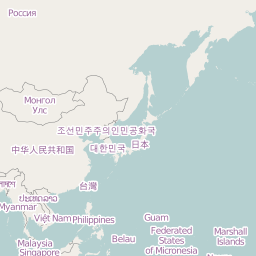 Россия
Монгол
Улс
조선민주주의인민공화국
中华人民共和国
대한민국
日本
台灣
Myanmar
Việt Nam
Philippines
Guam
Federated
States
of Micronesia
Marshall
Islands
Belau
Malaysia
Singapore